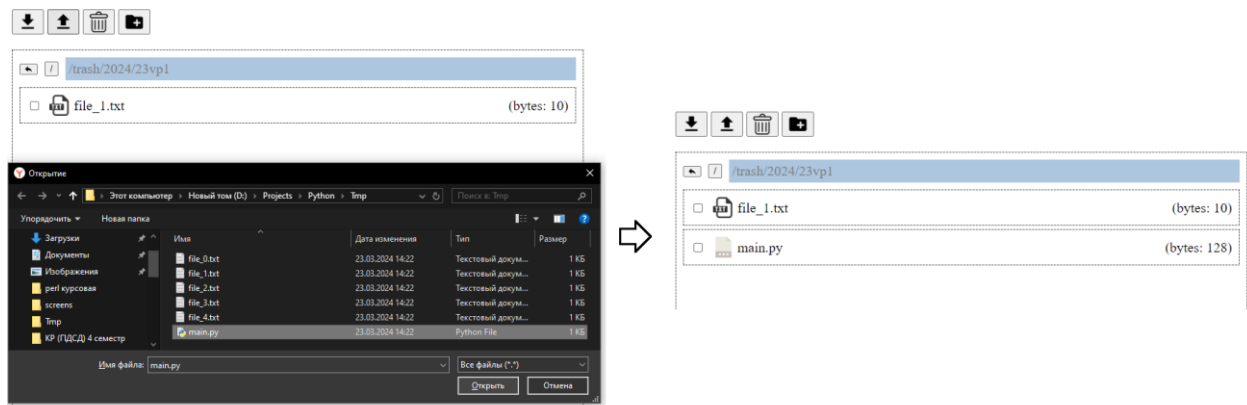 / /trash/2024/23vp1
TXT file_1.txt (bytes: 10)
Открытие
Этот компьютер › Новый том (D:) › Projects › Python › Tmp Поиск в: Tmp
Упорядочить Новая папка
Загрузки
Документы
Изображения
perl курсовая
screens
Tmp
КР (ПДСД) 4 семестр
Имя Дата изменения Тип Размер
file_0.txt 23.03.2024 14:22 Текстовый докум... 1 КБ
file_1.txt 23.03.2024 14:22 Текстовый докум... 1 КБ
file_2.txt 23.03.2024 14:22 Текстовый докум... 1 КБ
file_3.txt 23.03.2024 14:22 Текстовый докум... 1 КБ
file_4.txt 23.03.2024 14:22 Текстовый докум... 1 КБ
main.py 23.03.2024 14:22 Python File 1 КБ
Имя файла: main.py Все файлы (*.*)
Открыть Отмена
/ /trash/2024/23vp1
TXT file_1.txt (bytes: 10)
main.py (bytes: 128)